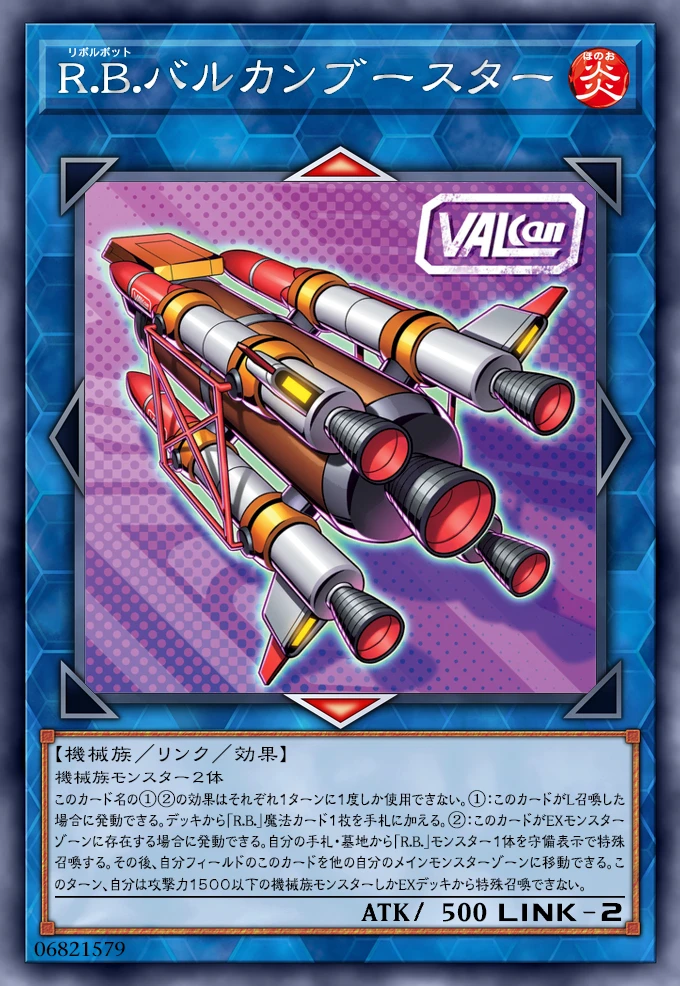 リボルボット
R.B.バルカンブースター
ほのお
炎
VALCan
VALCan
【機械族／リンク／効果】
機械族モンスター2体
このカード名の①②の効果はそれぞれ1ターンに1度しか使用できない。①：このカードがL召喚した
場合に発動できる。デッキから「R.B.」魔法カード1枚を手札に加える。②：このカードがEXモンスター
ゾーンに存在する場合に発動できる。自分の手札・墓地から「R.B.」モンスター1体を守備表示で特殊
召喚する。その後、自分フィールドのこのカードを他の自分のメインモンスターゾーンに移動できる。こ
のターン、自分は攻撃力1500以下の機械族モンスターしかEXデッキから特殊召喚できない。
ATK/ 500 LINK-2
06821579